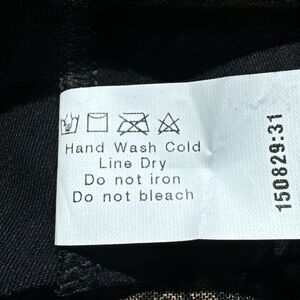 Hand Wash Cold
Line Dry
Do not iron
Do not bleach
150829:31